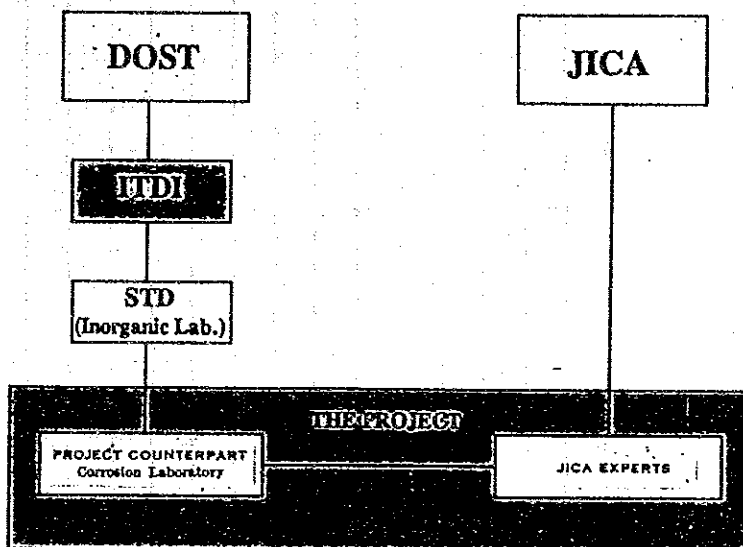 DOST
JICA
ITDI
STD
(Inorganic Lab.)
THE PROJECT
PROJECT COUNTERPART
Corrosion Laboratory
JICA EXPERTS